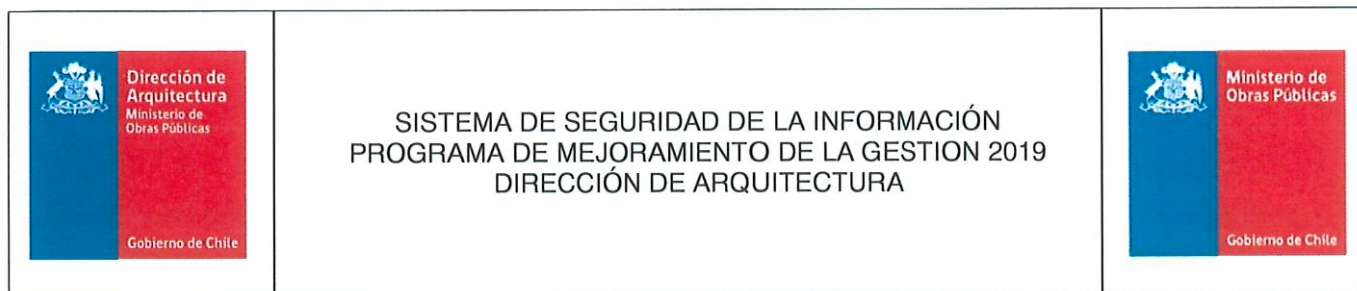 Dirección de
Arquitectura
Ministerio de
Obras Públicas
Gobierno de Chile
SISTEMA DE SEGURIDAD DE LA INFORMACIÓN
PROGRAMA DE MEJORAMIENTO DE LA GESTION 2019
DIRECCIÓN DE ARQUITECTURA
Ministerio de
Obras Públicas
Gobierno de Chile